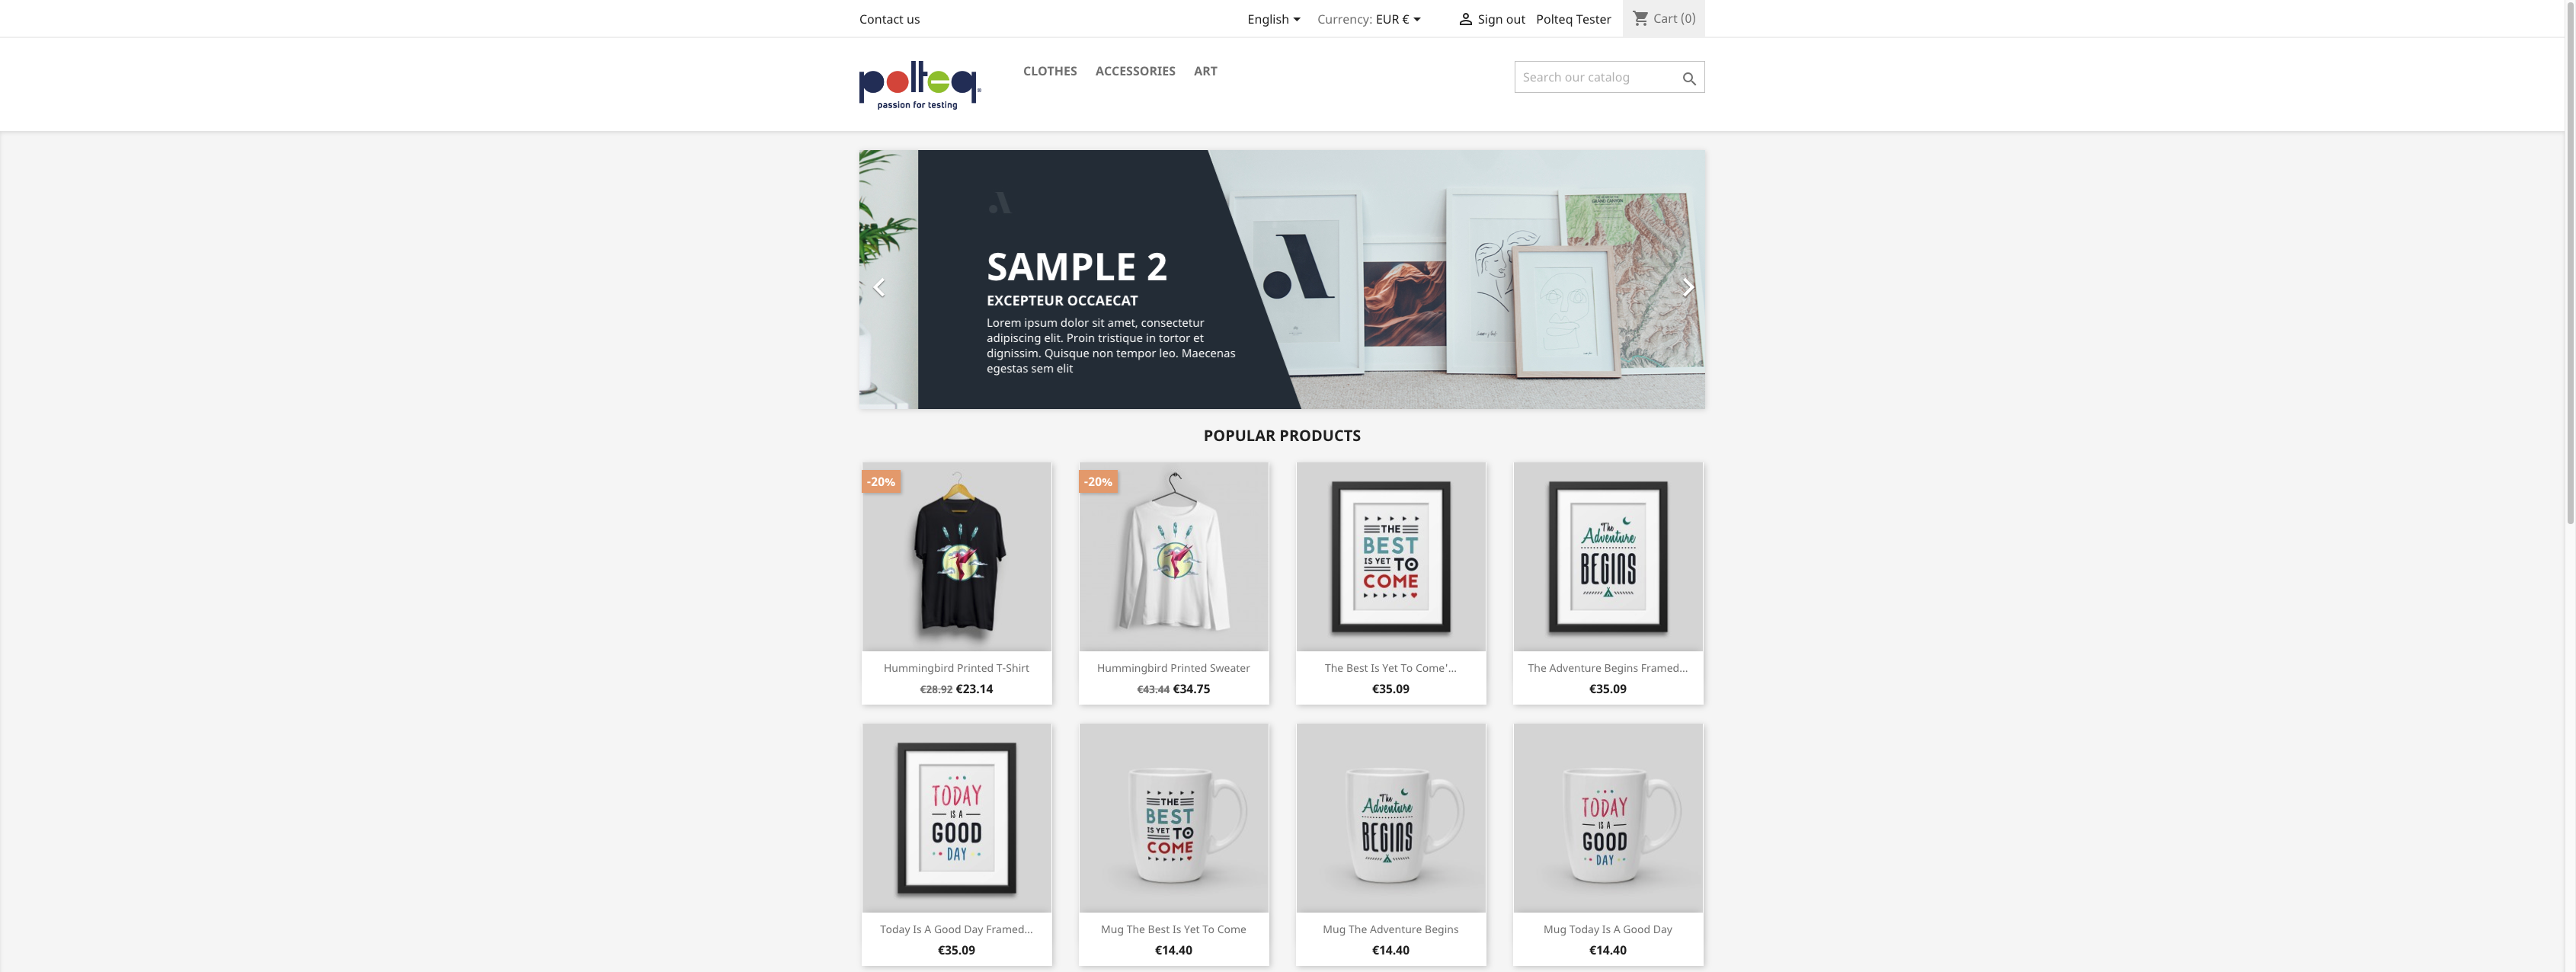 Contact us
English
Currency: EUR €
Sign out
Polteq Tester
Cart (0)
polteq
passion for testing
CLOTHES
ACCESSORIES
ART
Search our catalog
SAMPLE 2
EXCEPTEUR OCCAECAT
Lorem ipsum dolor sit amet, consectetur
adipiscing elit. Proin tristique in tortor et
dignissim. Quisque non tempor leo. Maecenas
egestas sem elit
POPULAR PRODUCTS
-20%
-20%
THE
BEST
IS YET TO
COME
The
Adventure
BEGINS
Hummingbird Printed T-Shirt
€28.92 €23.14
Hummingbird Printed Sweater
€43.44 €34.75
The Best Is Yet To Come'...
€35.09
The Adventure Begins Framed...
€35.09
TODAY
IS A
GOOD
DAY
THE
BEST
IS YET TO
COME
The
Adventure
BEGINS
TODAY
IS A
GOOD
DAY
Today Is A Good Day Framed...
€35.09
Mug The Best Is Yet To Come
€14.40
Mug The Adventure Begins
€14.40
Mug Today Is A Good Day
€14.40